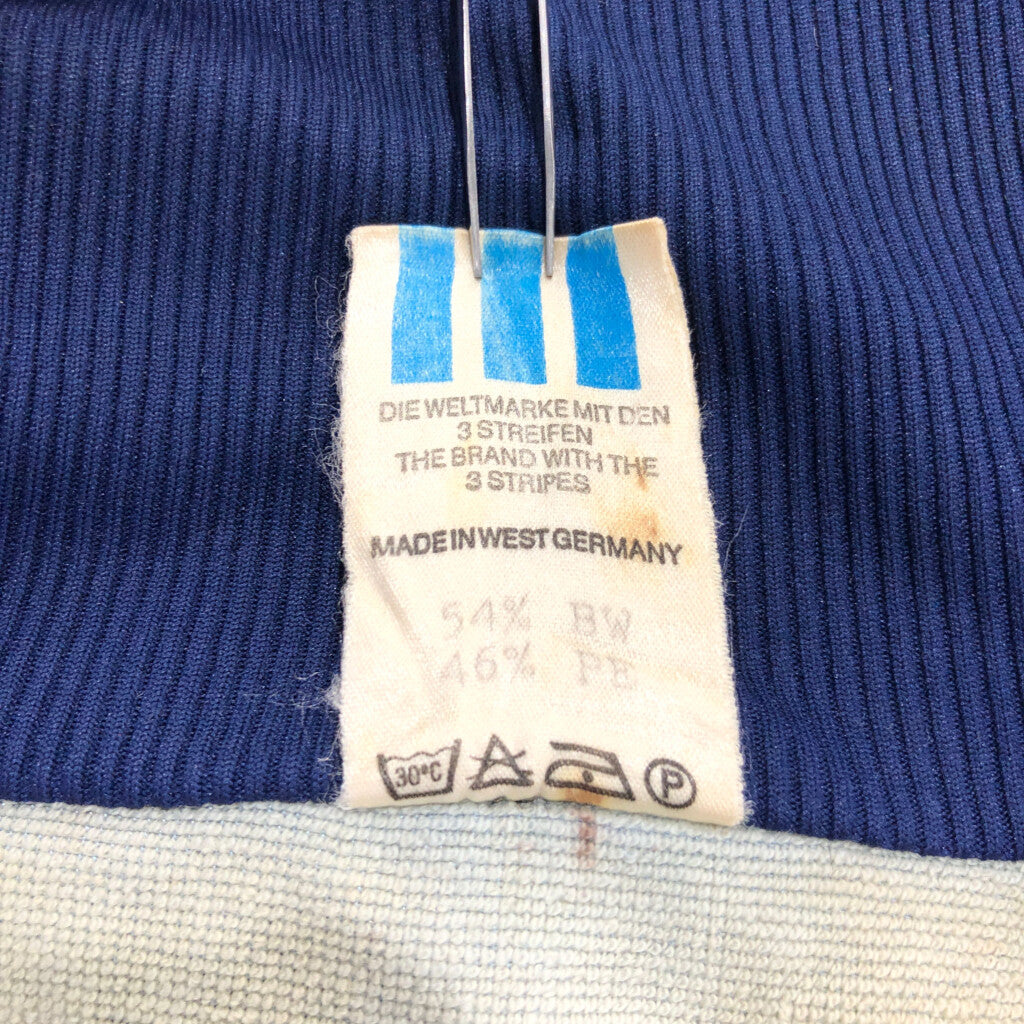 DIE WELTMARKE MIT DEN
3 STREIFEN
THE BRAND WITH THE
3 STRIPES
MADE IN WEST GERMANY
54% BW
46% PE
30°C P